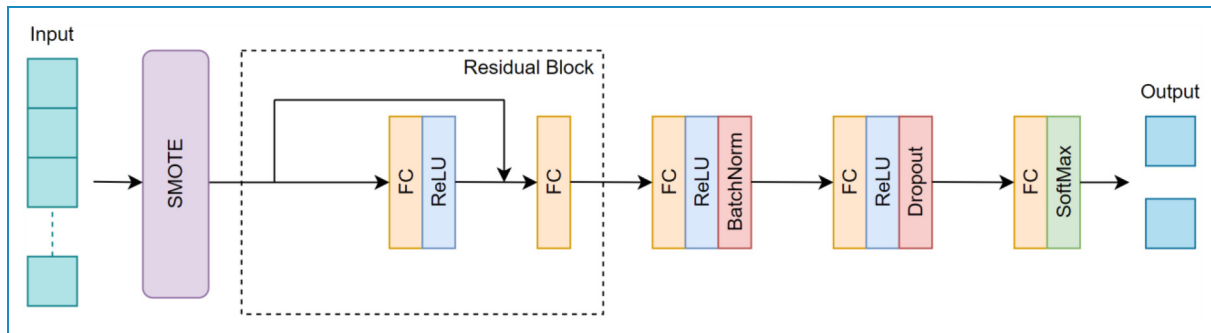 Input
SMOTE
Residual Block
FC
ReLU
FC
FC
ReLU
BatchNorm
FC
ReLU
Dropout
FC
SoftMax
Output